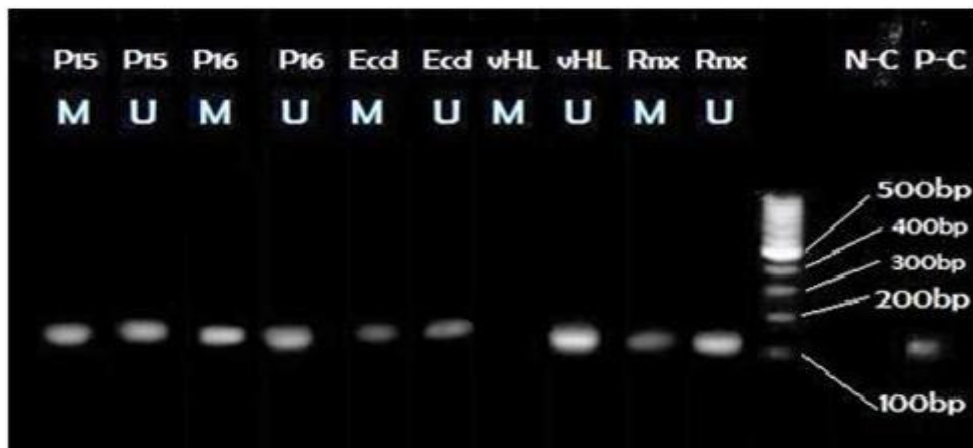 P15 P15 P16 P16 Ecd Ecd vHL vHL Rnx Rnx N-C P-C
M U M U M U M U M U
500bp
400bp
300bp
200bp
100bp